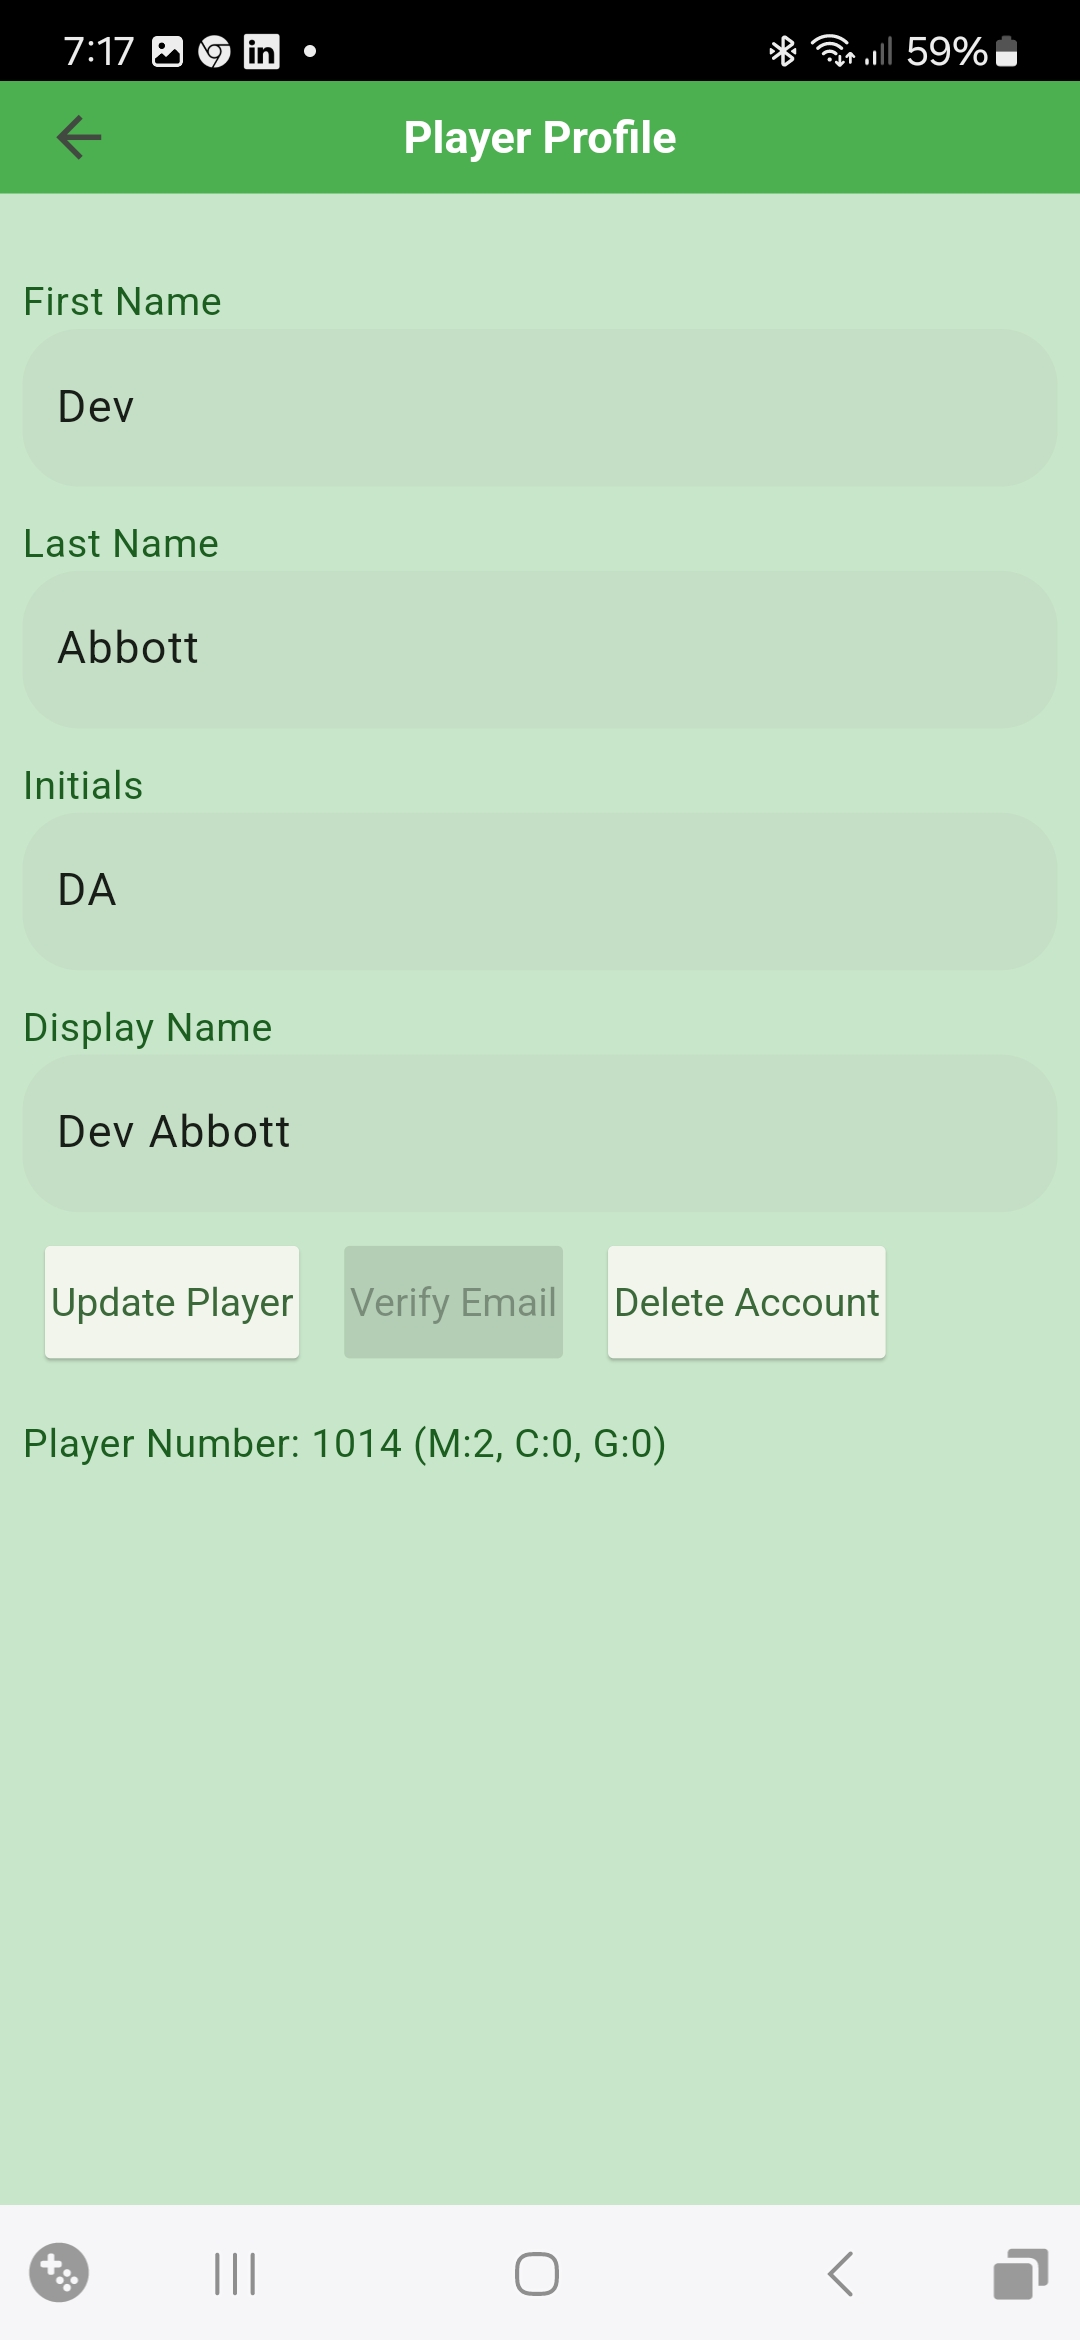 7:17 in 59%
Player Profile
First Name
Dev
Last Name
Abbott
Initials
DA
Display Name
Dev Abbott
Update Player Verify Email Delete Account
Player Number: 1014 (M:2, C:0, G:0)